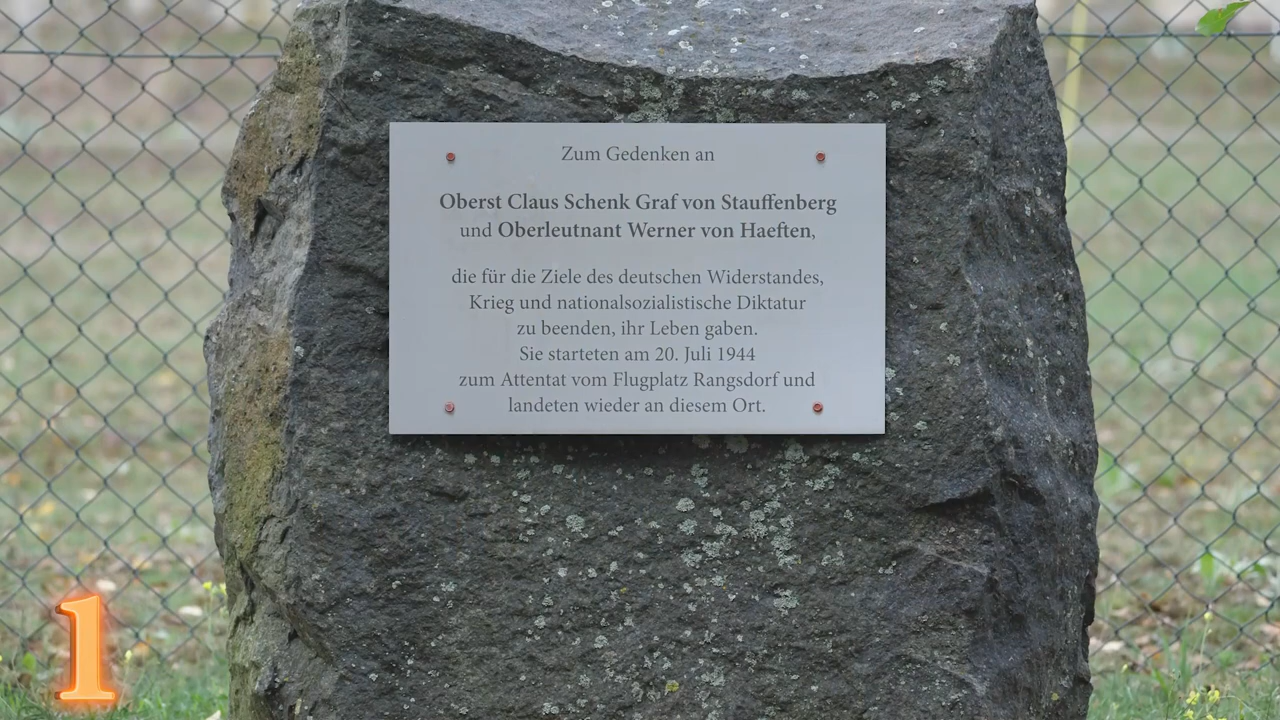 Zum Gedenken an
Oberst Claus Schenk Graf von Stauffenberg
und Oberleutnant Werner von Haeften,
die für die Ziele des deutschen Widerstandes,
Krieg und nationalsozialistische Diktatur
zu beenden, ihr Leben gaben.
Sie starteten am 20. Juli 1944
zum Attentat vom Flugplatz Rangsdorf und
landeten wieder an diesem Ort.
1